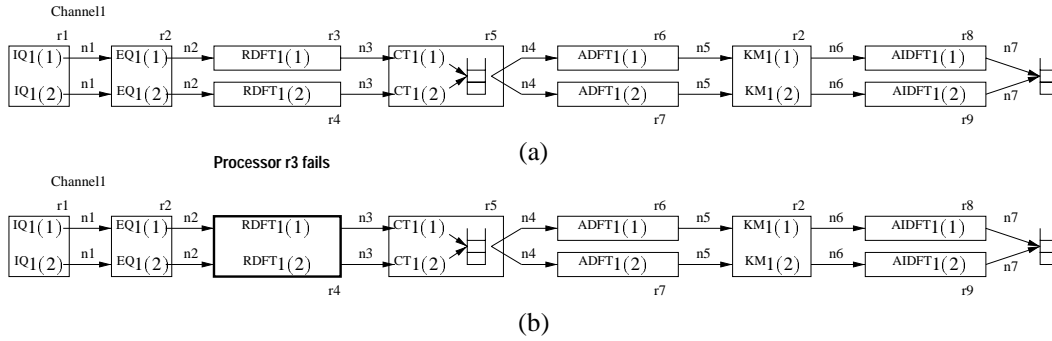 Channel1
r1 r2 r3 r5 r6 r2 r8
IQ1(1) n1 EQ1(1) n2 RDFT1(1) n3 CT1(1) n4 ADFT1(1) n5 KM1(1) n6 AIDFT1(1) n7
IQ1(2) n1 EQ1(2) n2 RDFT1(2) n3 CT1(2) n4 ADFT1(2) n5 KM1(2) n6 AIDFT1(2) n7
r4 r7 r9
(a)
Processor r3 fails
Channel1
r1 r2 r5 r6 r2 r8
IQ1(1) n1 EQ1(1) n2 RDFT1(1) n3 CT1(1) n4 ADFT1(1) n5 KM1(1) n6 AIDFT1(1) n7
IQ1(2) n1 EQ1(2) n2 RDFT1(2) n3 CT1(2) n4 ADFT1(2) n5 KM1(2) n6 AIDFT1(2) n7
r4 r7 r9
(b)